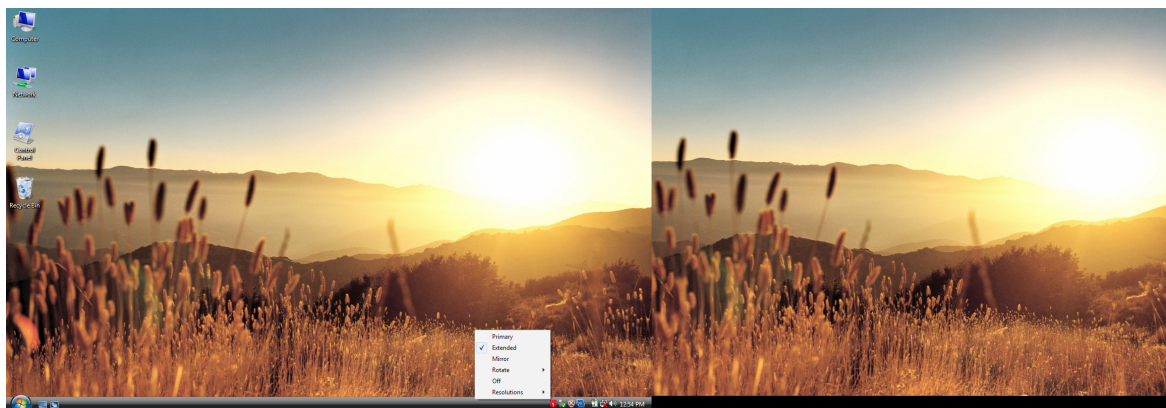 Computer
Network
Control
Panel
Recycle Bin
Primary
Extended
Mirror
Rotate
Off
Resolutions
12:54 PM